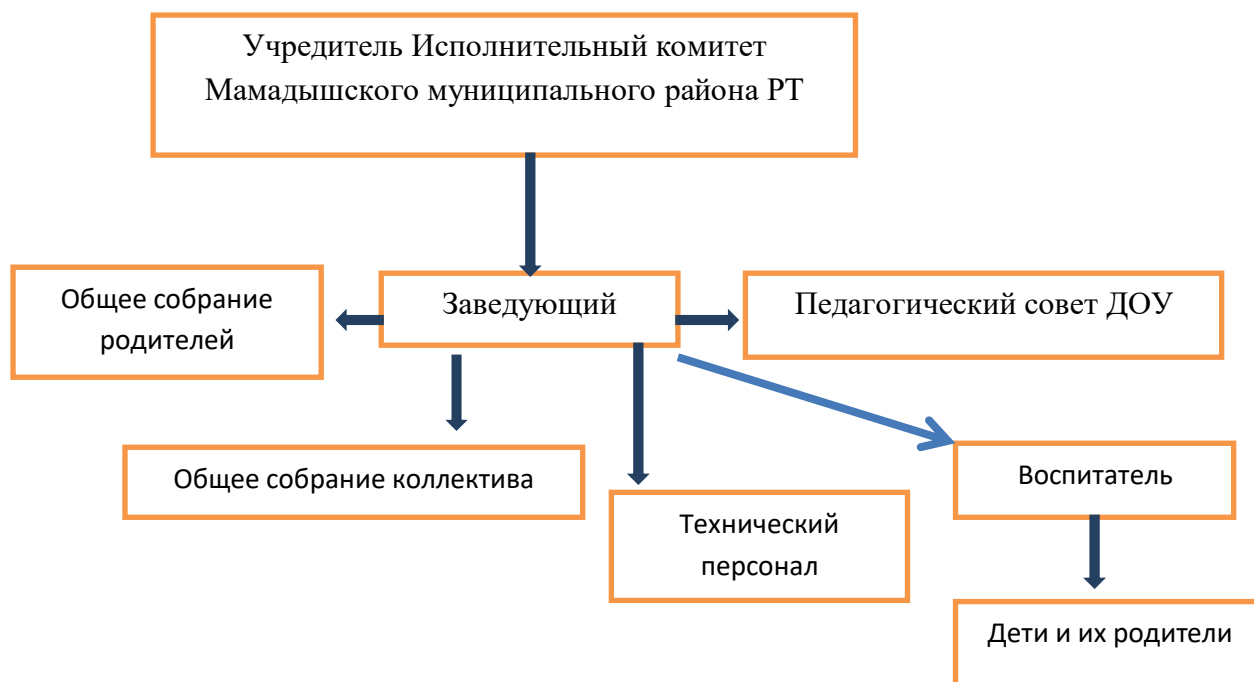 Учредитель Исполнительный комитет
Мамадышского муниципального района РТ
Общее собрание
родителей
Заведующий
Педагогический совет ДОУ
Общее собрание коллектива
Технический
персонал
Воспитатель
Дети и их родители